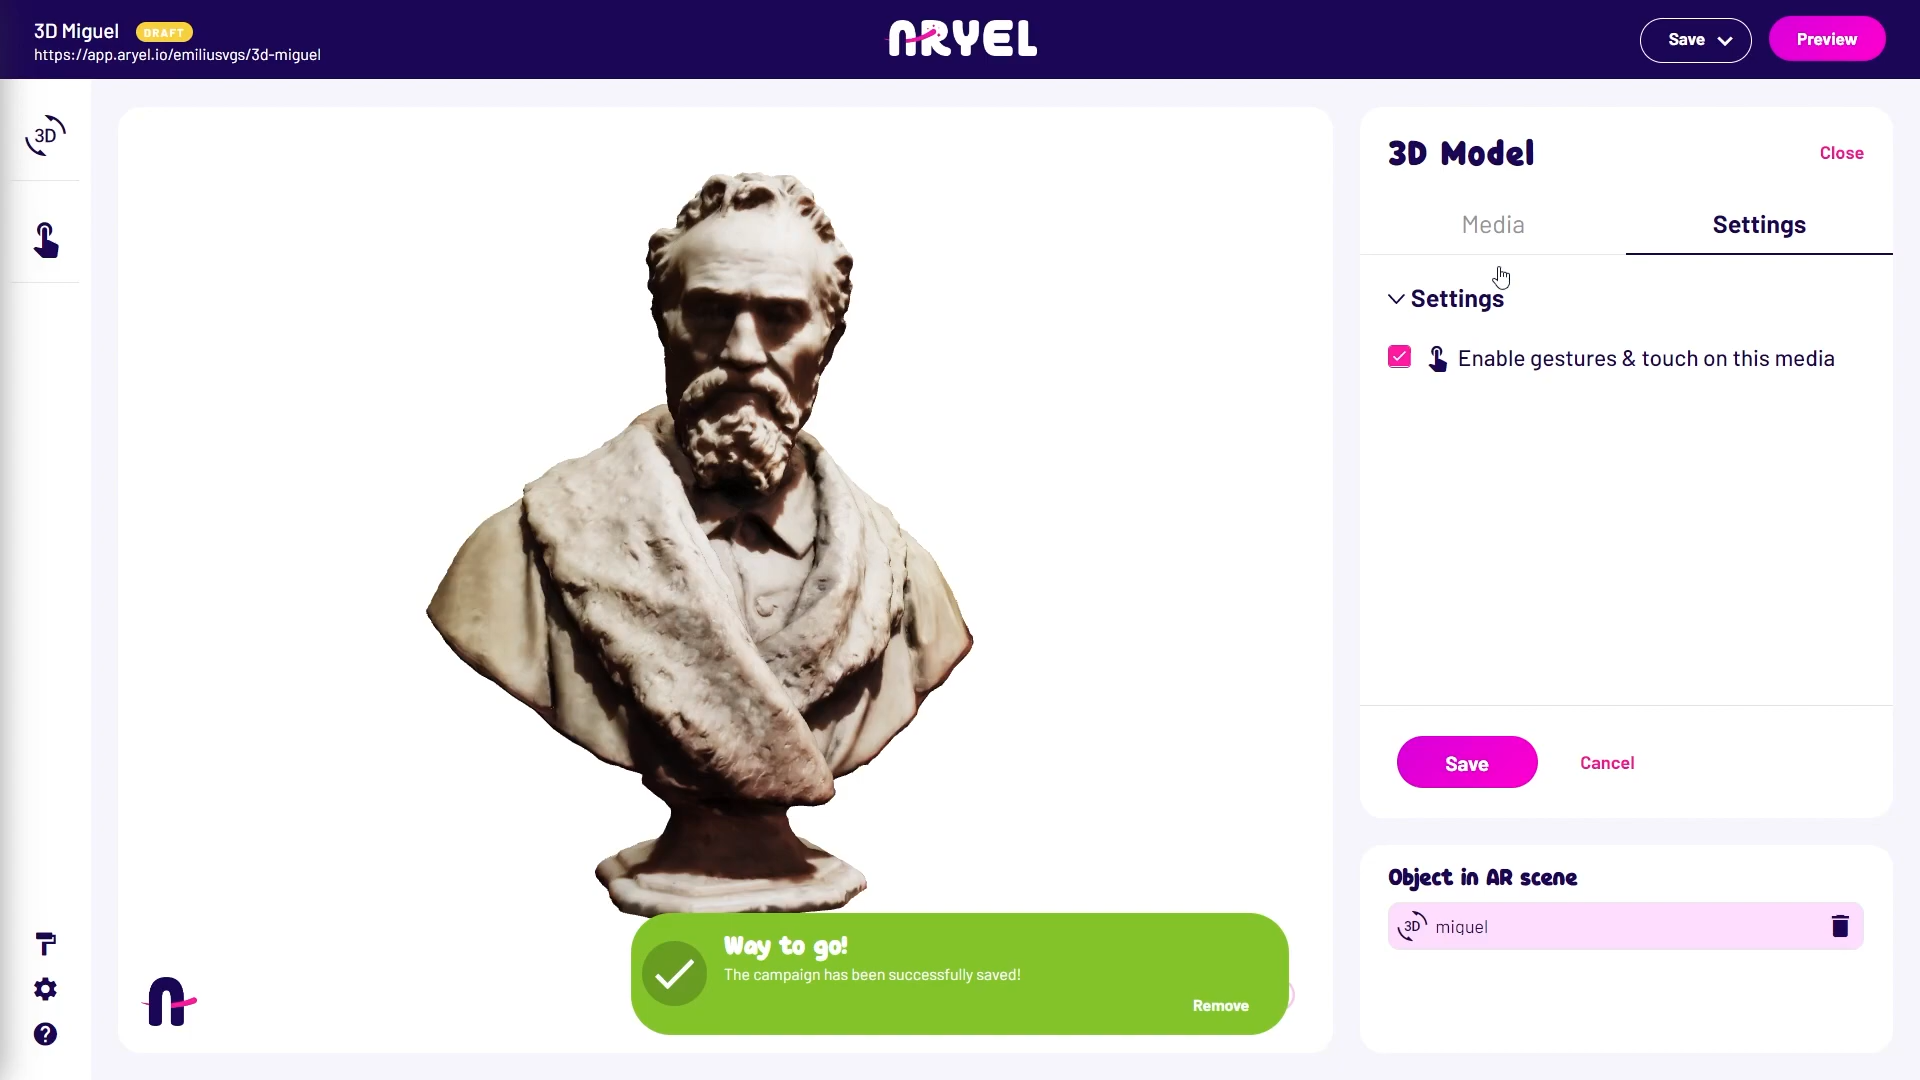 3D Miguel DRAFT
https://app.aryel.io/emiliusvgs/3d-miguel
ARYEL
Save
Preview
3D
3D Model
Close
Media
Settings
Settings
Enable gestures & touch on this media
Save
Cancel
Object in AR scene
3D miguel
Way to go!
The campaign has been successfully saved!
Remove
?